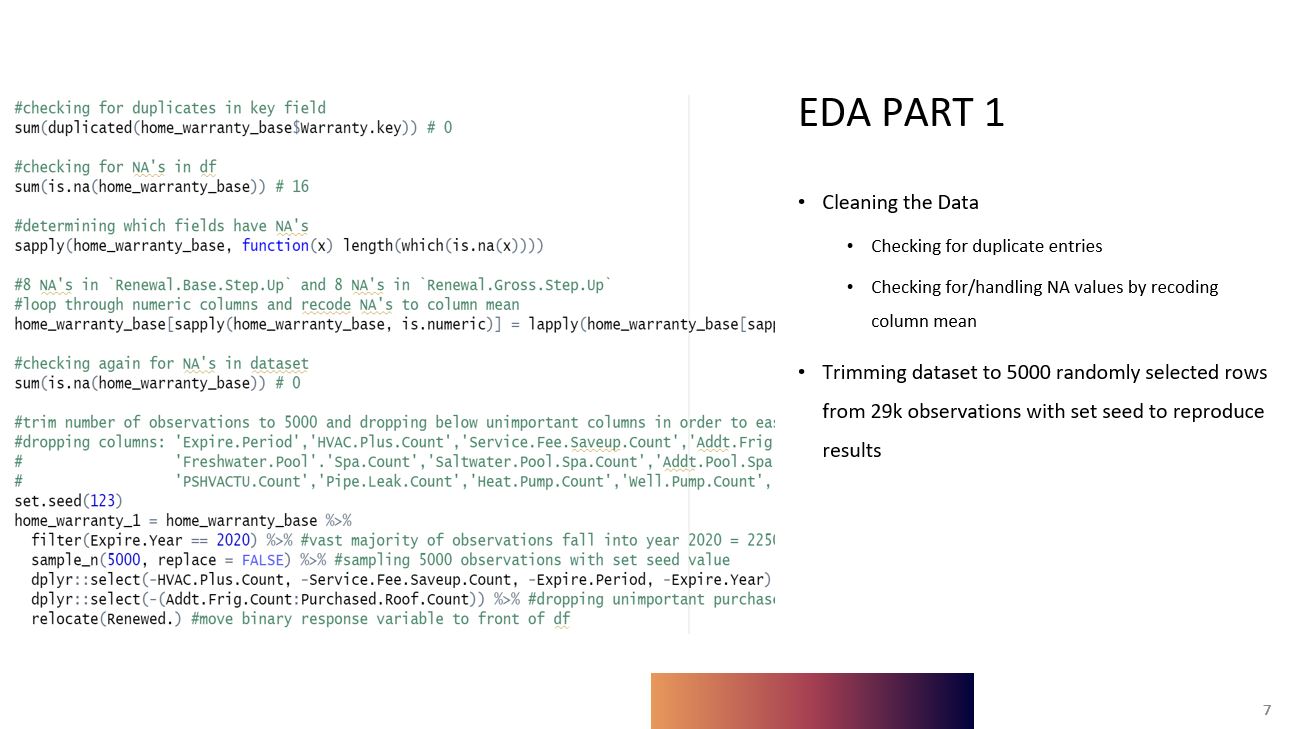 #checking for duplicates in key field
sum(duplicated(home_warranty_base$Warranty.key)) # 0
#checking for NA's in df
sum(is.na(home_warranty_base)) # 16
#determining which fields have NA's
sapply(home_warranty_base, function(x) length(which(is.na(x))))
#8 NA's in `Renewal.Base.Step.Up` and 8 NA's in `Renewal.Gross.Step.Up`
#loop through numeric columns and recode NA's to column mean
home_warranty_base[sapply(home_warranty_base, is.numeric)] = lapply(home_warranty_base[sapp
#checking again for NA's in dataset
sum(is.na(home_warranty_base)) # 0
#trim number of observations to 5000 and dropping below unimportant columns in order to eas
#dropping columns: 'Expire.Period','HVAC.Plus.Count','Service.Fee.Saveup.Count','Addt.Frig
# 'Freshwater.Pool'.'Spa.Count','Saltwater.Pool.Spa.Count','Addt.Pool.Spa
# 'PSHVACTU.Count','Pipe.Leak.Count','Heat.Pump.Count','Well.Pump.Count',
set.seed(123)
home_warranty_1 = home_warranty_base %>%
filter(Expire.Year == 2020) %>% #vast majority of observations fall into year 2020 = 2250
sample_n(5000, replace = FALSE) %>% #sampling 5000 observations with set seed value
dplyr::select(-HVAC.Plus.Count, -Service.Fee.Saveup.Count, -Expire.Period, -Expire.Year)
dplyr::select(-(Addt.Frig.Count:Purchased.Roof.Count)) %>% #dropping unimportant purchase
relocate(Renewed.) #move binary response variable to front of df
EDA PART 1
• Cleaning the Data
• Checking for duplicate entries
• Checking for/handling NA values by recoding
column mean
• Trimming dataset to 5000 randomly selected rows
from 29k observations with set seed to reproduce
results
7